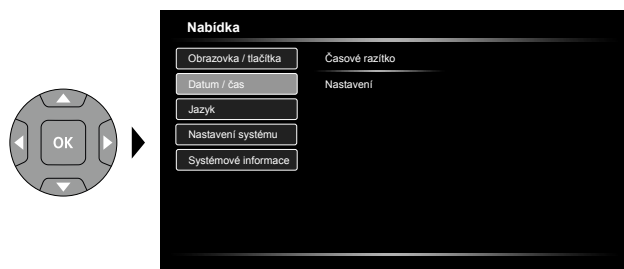 Nabídka
Obrazovka / tlačítka
Časové razítko
Datum / čas
Nastavení
Jazyk
Nastavení systému
Systémové informace
OK